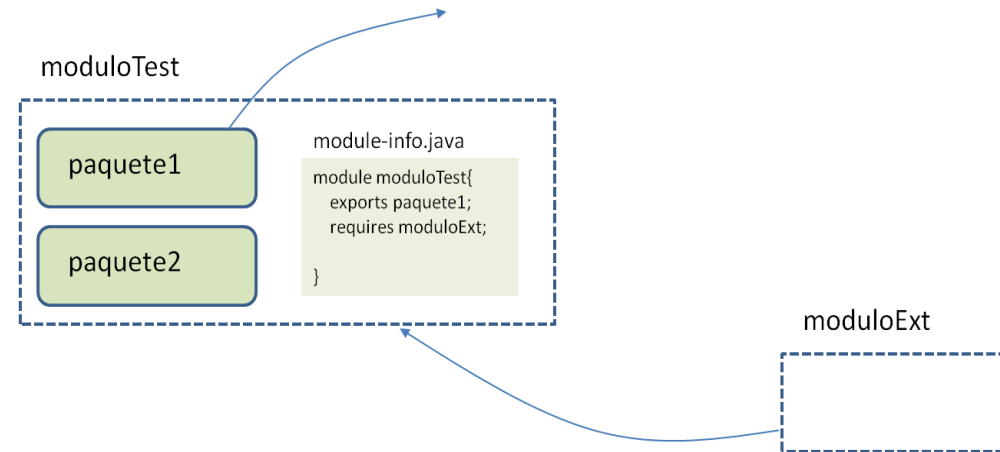 moduloTest
paquete1
paquete2
module-info.java
module moduloTest{
exports paquete1;
requires moduloExt;
}
moduloExt